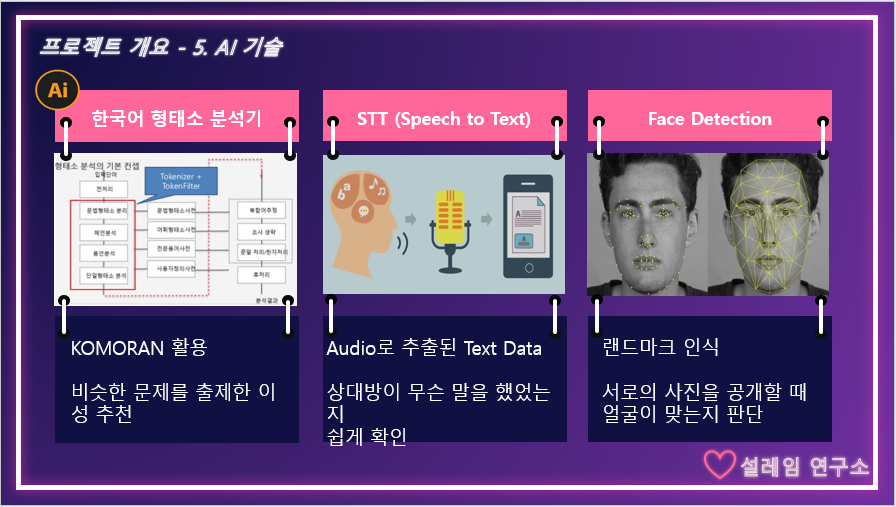 프로젝트 개요 - 5. AI 기술
Ai
한국어 형태소 분석기
STT (Speech to Text)
Face Detection
형태소 분석의 기본 컨셉
입력단어
Tokenizer +
TokenFilter
전처리
문법형태소 분리
문법형태소사전
복합어추정
체언분석
어휘형태소사전
조사 생략
용언분석
전문용어사전
준말 처리/한자처리
단일형태소 분석
사용자정의사전
후처리
분석결과
b
a
A
A
KOMORAN 활용
비슷한 문제를 출제한 이
성 추천
Audio로 추출된 Text Data
상대방이 무슨 말을 했었는
지
쉽게 확인
랜드마크 인식
서로의 사진을 공개할 때
얼굴이 맞는지 판단
설레임 연구소